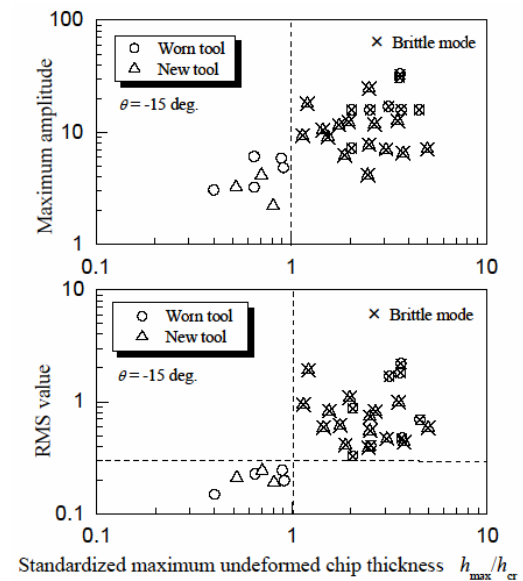 100
10
1
Maximum amplitude
Worn tool
New tool
θ = -15 deg.
× Brittle mode
0.1 1 10
10
1
0.1
RMS value
Worn tool
New tool
θ = -15 deg.
× Brittle mode
0.1 1 10
Standardized maximum undeformed chip thickness h_max/h_cr